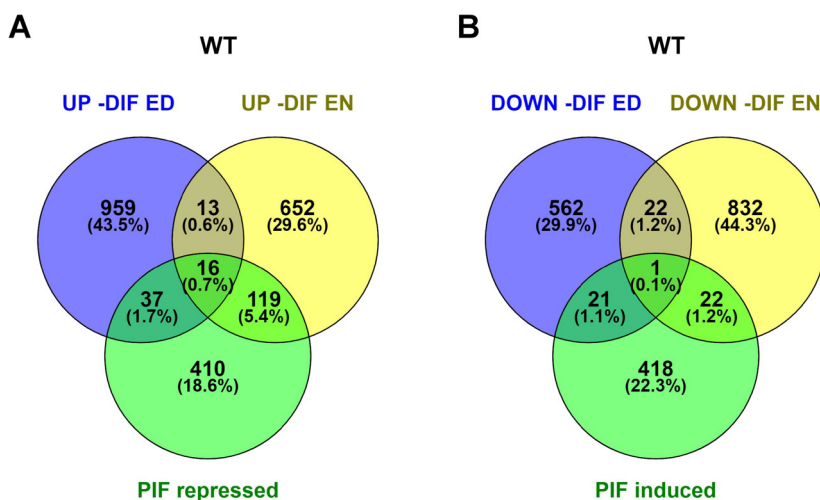 A
WT
UP -DIF ED
UP -DIF EN
959
(43.5%)
13
(0.6%)
652
(29.6%)
16
(0.7%)
37
(1.7%)
119
(5.4%)
410
(18.6%)
PIF repressed
B
WT
DOWN -DIF ED
DOWN -DIF EN
562
(29.9%)
22
(1.2%)
832
(44.3%)
1
(0.1%)
21
(1.1%)
22
(1.2%)
418
(22.3%)
PIF induced